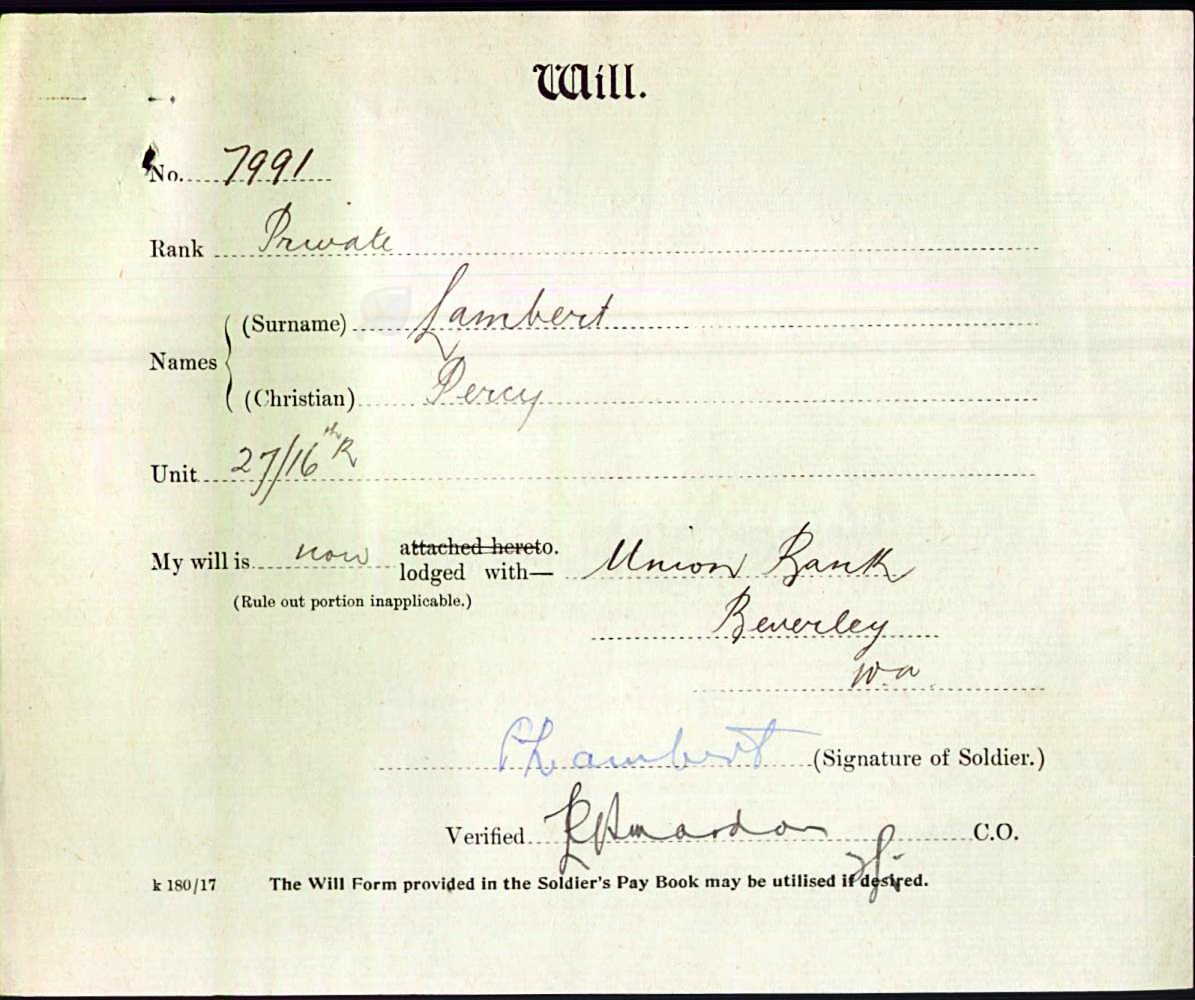 Will.
No. 7991
Rank Private
Names (Surname) Lambert
(Christian) Percy
Unit 27/16th R
My will is now attached hereto.
lodged with— Union Bank
(Rule out portion inapplicable.)
Beverley
W.A.
P Lambert (Signature of Soldier.)
Verified C.O.
k 180/17 The Will Form provided in the Soldier's Pay Book may be utilised if desired.